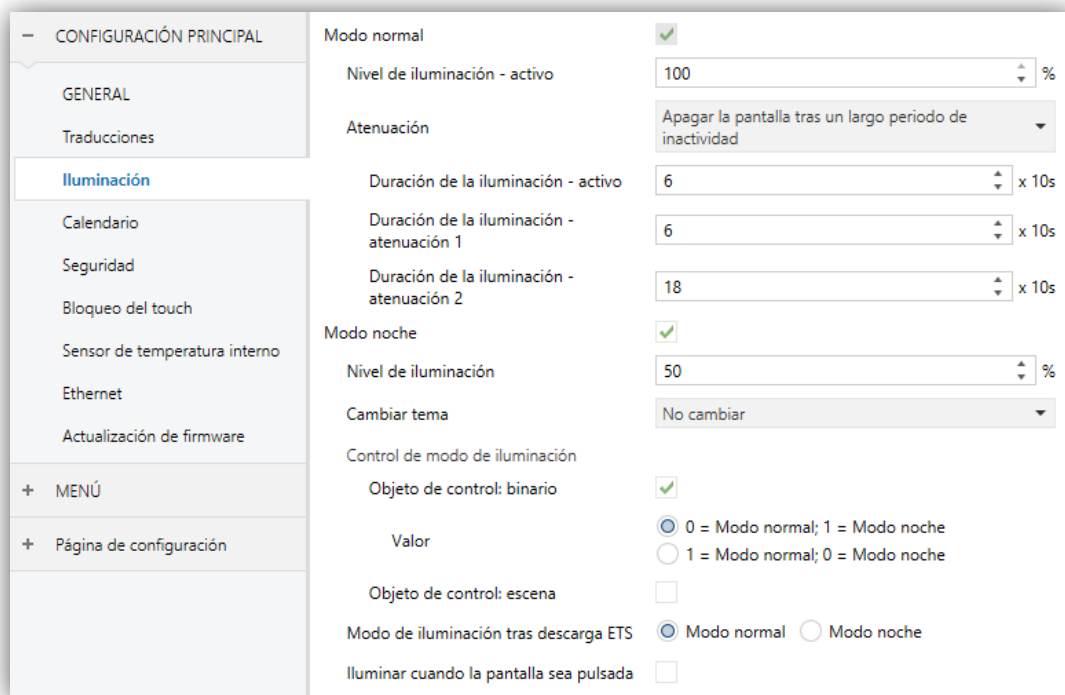 CONFIGURACIÓN PRINCIPAL
GENERAL
Traducciones
Iluminación
Calendario
Seguridad
Bloqueo del touch
Sensor de temperatura interno
Ethernet
Actualización de firmware
MENÚ
Página de configuración
Modo normal
Nivel de iluminación - activo 100 %
Atenuación Apagar la pantalla tras un largo periodo de
inactividad
Duración de la iluminación - activo 6 x 10s
Duración de la iluminación -
atenuación 1 6 x 10s
Duración de la iluminación -
atenuación 2 18 x 10s
Modo noche
Nivel de iluminación 50 %
Cambiar tema No cambiar
Control de modo de iluminación
Objeto de control: binario
Valor
0 = Modo normal; 1 = Modo noche
1 = Modo normal; 0 = Modo noche
Objeto de control: escena
Modo de iluminación tras descarga ETS Modo normal Modo noche
Iluminar cuando la pantalla sea pulsada